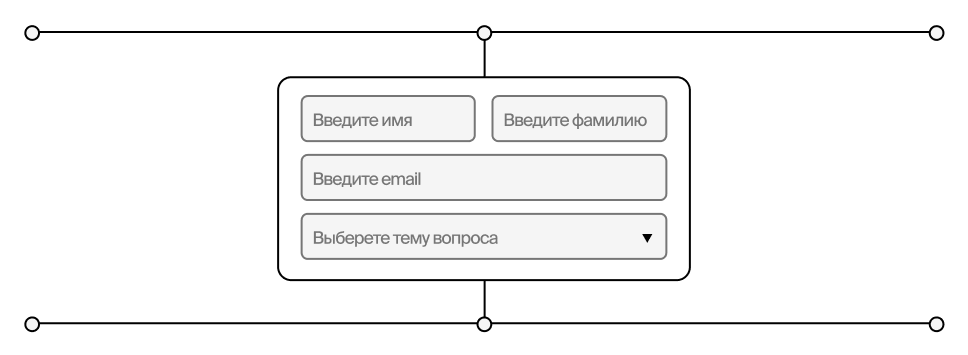 Введите имя
Введите фамилию
Введите email
Выберете тему вопроса